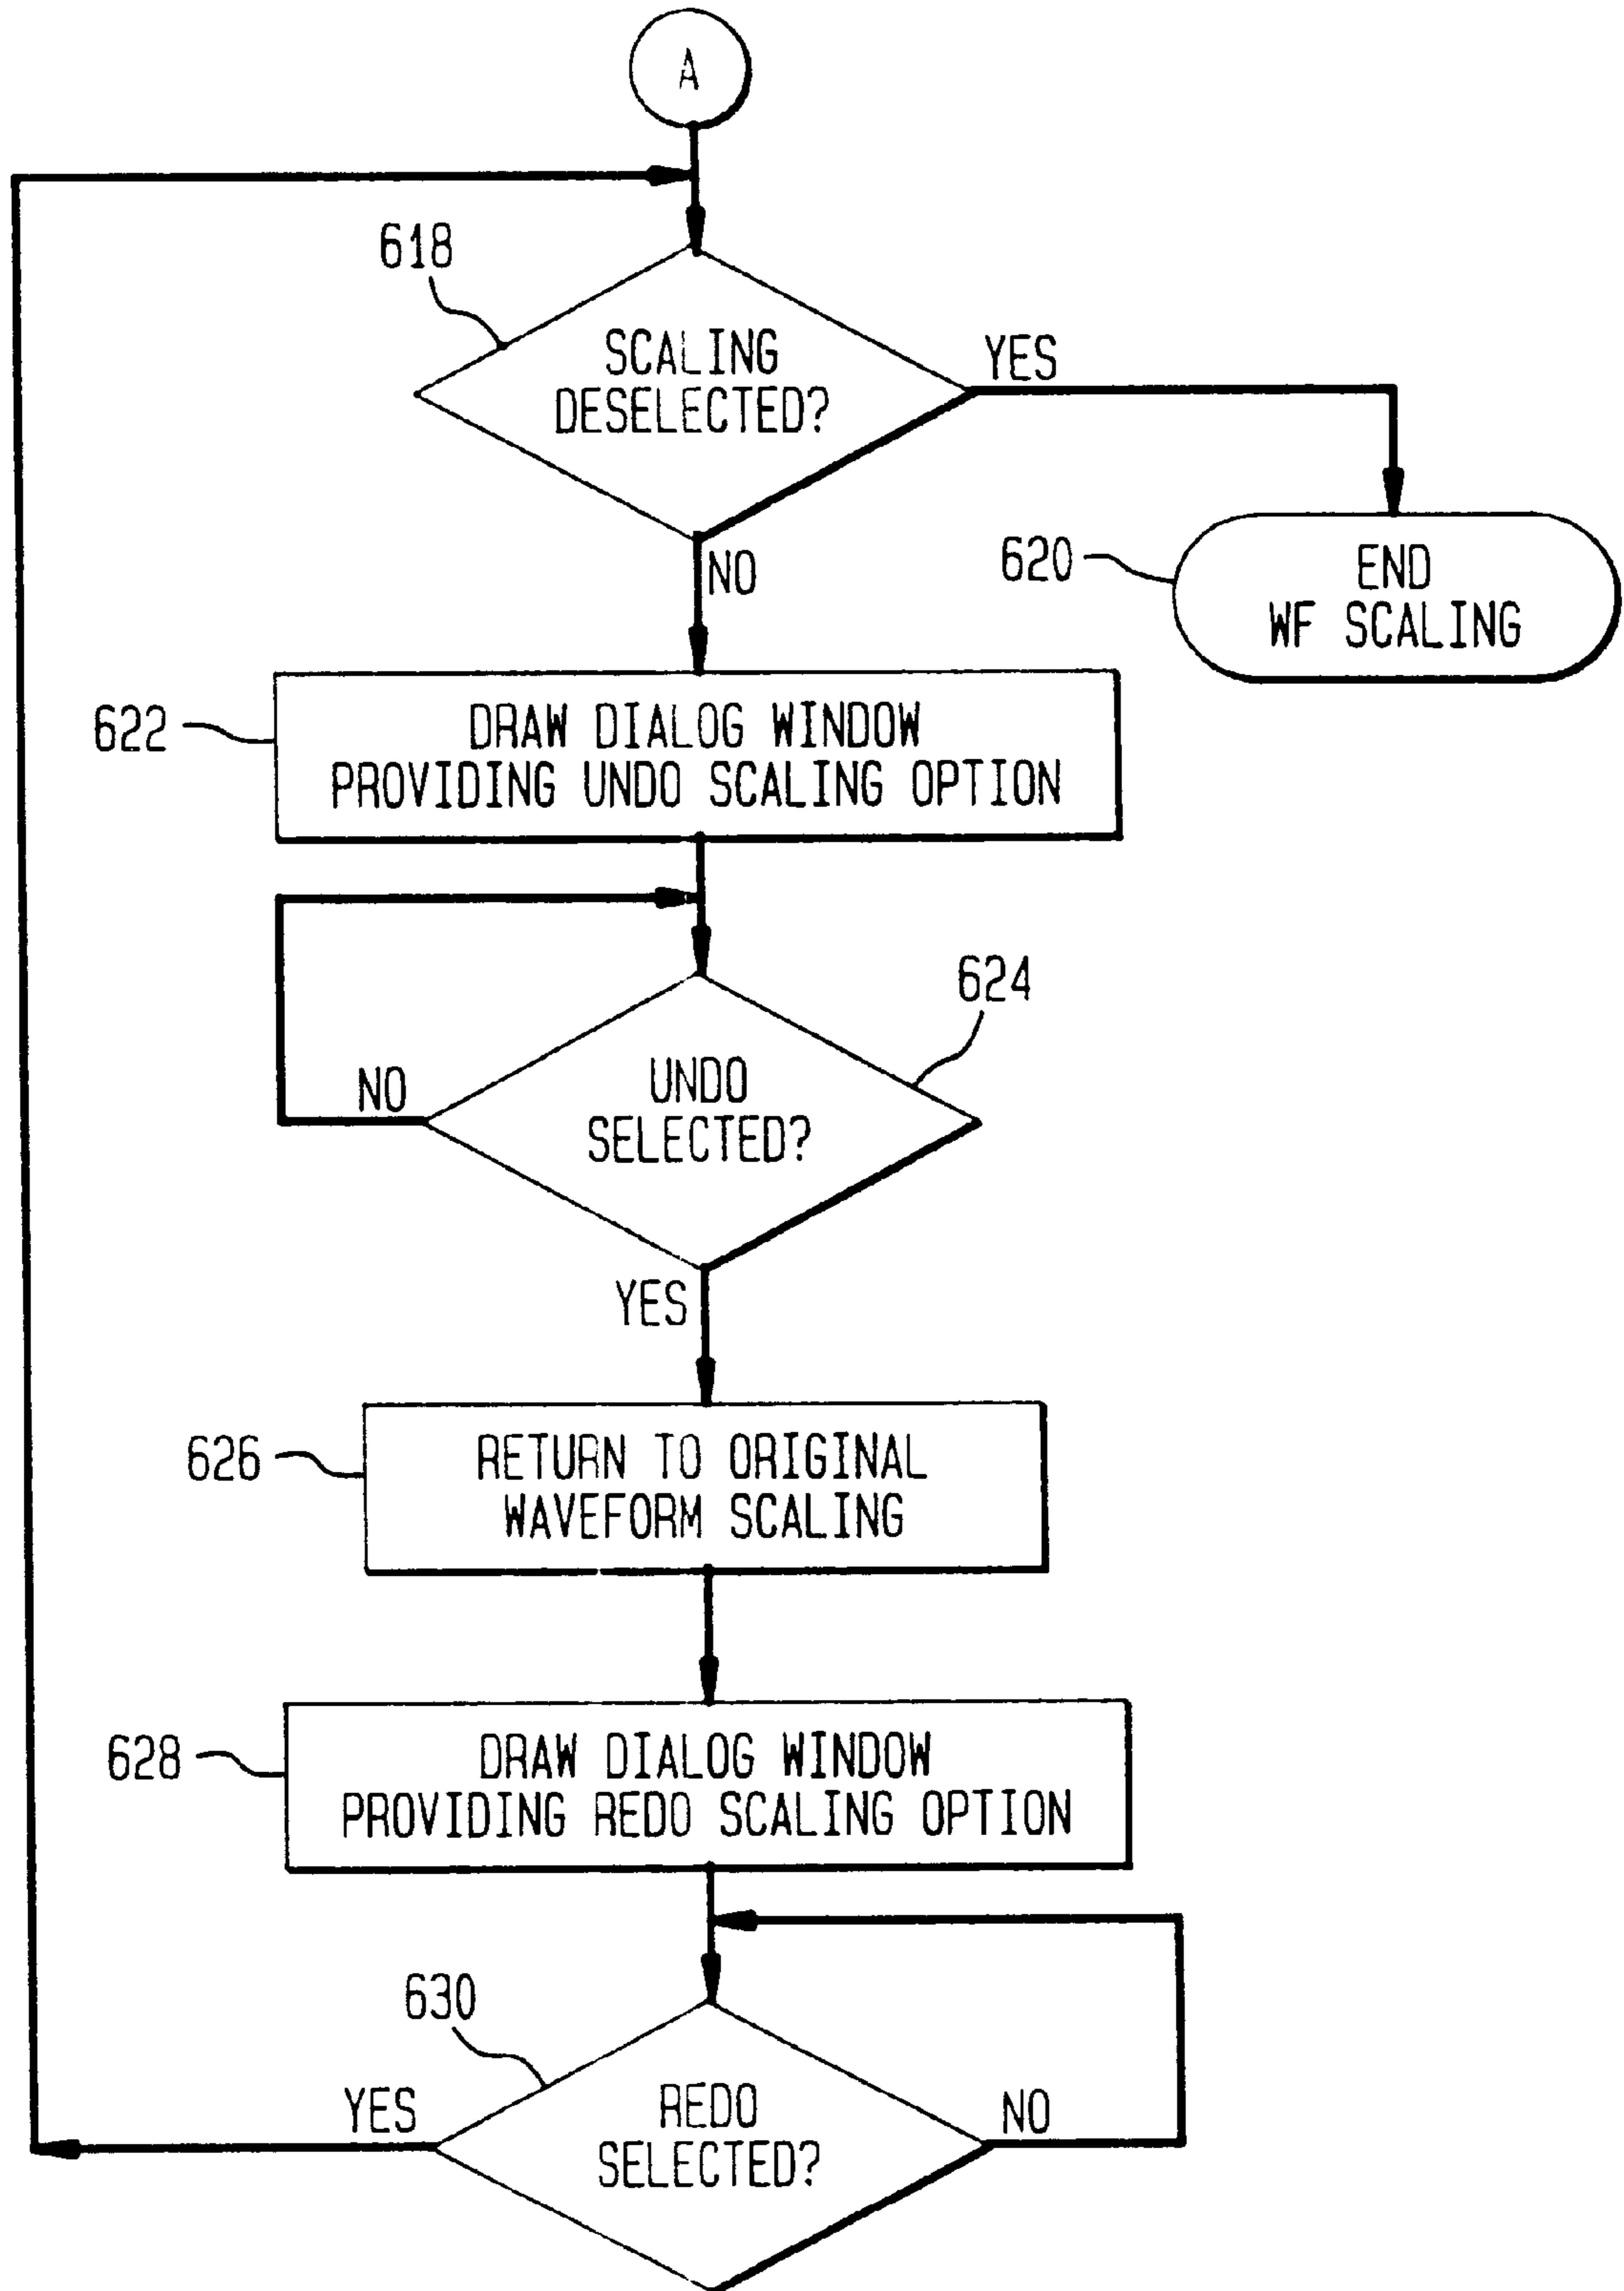 A
618
SCALING
DESELECTED?
YES
NO
620
END
WF SCALING
622
DRAW DIALOG WINDOW
PROVIDING UNDO SCALING OPTION
624
UNDO
SELECTED?
NO
YES
626
RETURN TO ORIGINAL
WAVEFORM SCALING
628
DRAW DIALOG WINDOW
PROVIDING REDO SCALING OPTION
630
REDO
SELECTED?
YES
NO